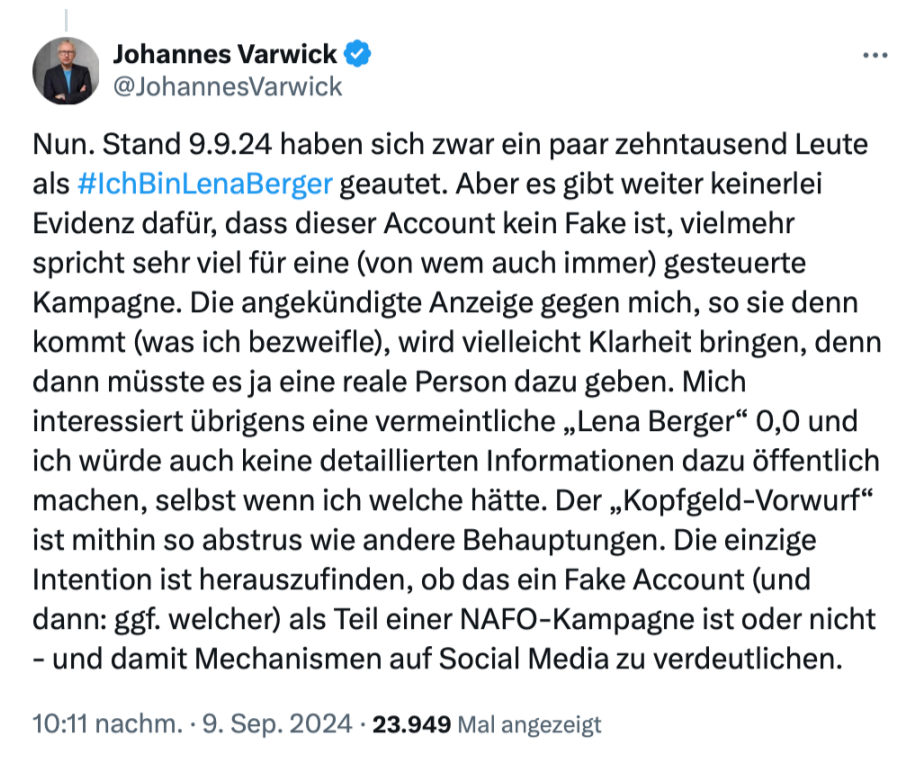 Johannes Varwick
@JohannesVarwick
Nun. Stand 9.9.24 haben sich zwar ein paar zehntausend Leute
als #IchBinLenaBerger geautet. Aber es gibt weiter keinerlei
Evidenz dafür, dass dieser Account kein Fake ist, vielmehr
spricht sehr viel für eine (von wem auch immer) gesteuerte
Kampagne. Die angekündigte Anzeige gegen mich, so sie denn
kommt (was ich bezweifle), wird vielleicht Klarheit bringen, denn
dann müsste es ja eine reale Person dazu geben. Mich
interessiert übrigens eine vermeintliche „Lena Berger“ 0,0 und
ich würde auch keine detaillierten Informationen dazu öffentlich
machen, selbst wenn ich welche hätte. Der „Kopfgeld-Vorwurf“
ist mithin so abstrus wie andere Behauptungen. Die einzige
Intention ist herauszufinden, ob das ein Fake Account (und
dann: ggf. welcher) als Teil einer NAFO-Kampagne ist oder nicht
- und damit Mechanismen auf Social Media zu verdeutlichen.
10:11 nachm. · 9. Sep. 2024 · 23.949 Mal angezeigt